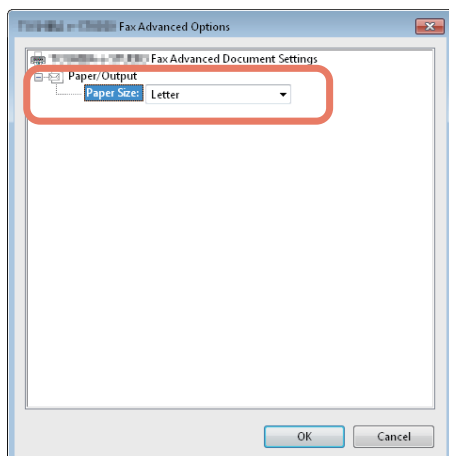 Fax Advanced Options
Fax Advanced Document Settings
Paper/Output
Paper Size: Letter
OK Cancel